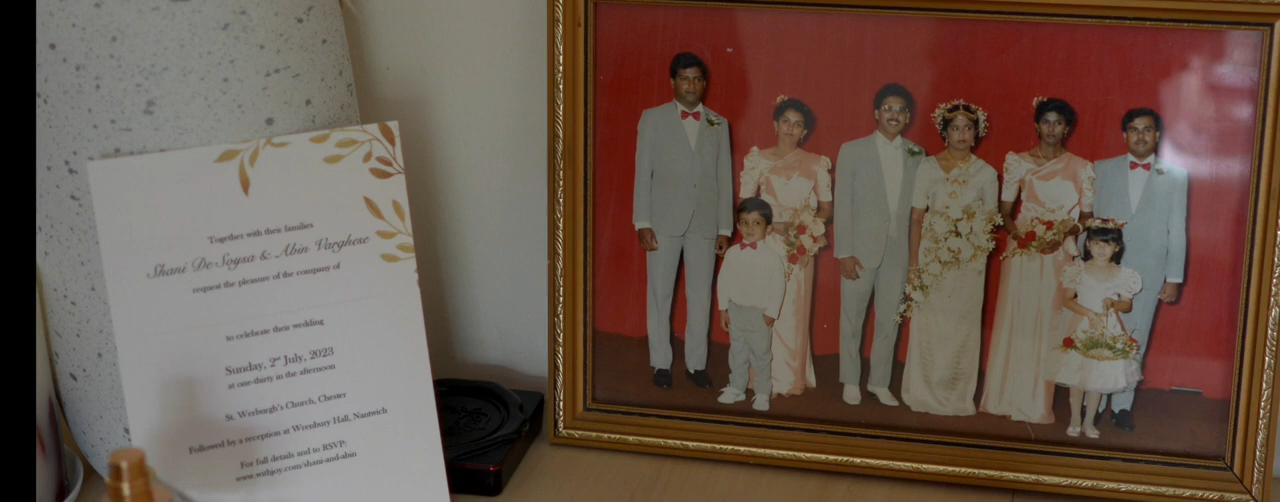 Together with their families
Shani De Soysa & Abin Varghese
request the pleasure of the company of
to celebrate their wedding
Sunday, 2nd July, 2023
at one-thirty in the afternoon
St. Werburgh's Church, Chester
Followed by a reception at Wrenbury Hall, Nantwich
For full details and to RSVP:
www.withjoy.com/shani-and-abin